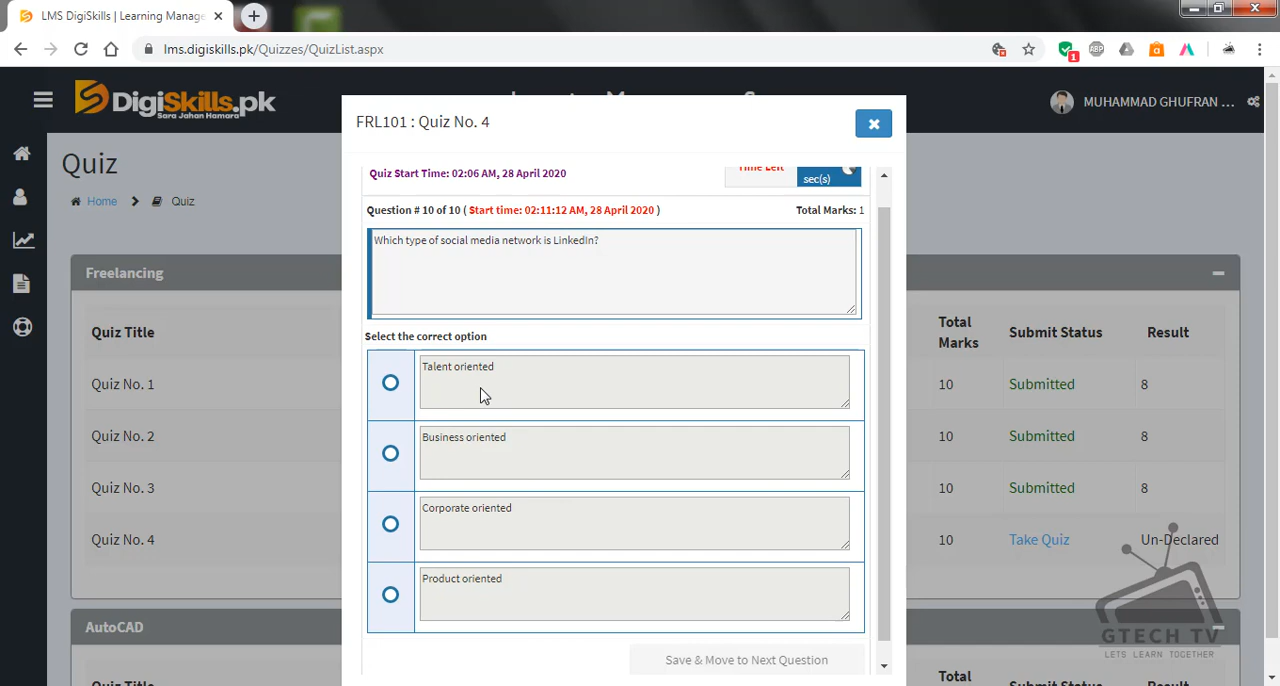 LMS DigiSkills | Learning Manage
lms.digiskills.pk/Quizzes/QuizList.aspx
1
ABP
DigiSkills.pk
Sara Jahan Hamara
MUHAMMAD GHUFRAN ...
Quiz
Home
Quiz
FRL101 : Quiz No. 4
Quiz Start Time: 02:06 AM, 28 April 2020
Time Left
sec(s)
Question # 10 of 10 ( Start time: 02:11:12 AM, 28 April 2020 )
Total Marks: 1
Which type of social media network is LinkedIn?
Select the correct option
Talent oriented
Business oriented
Corporate oriented
Product oriented
Save & Move to Next Question
Freelancing
Quiz Title
Total
Marks
Submit Status
Result
Quiz No. 1
10
Submitted
8
Quiz No. 2
10
Submitted
8
Quiz No. 3
10
Submitted
8
Quiz No. 4
10
Take Quiz
Un-Declared
AutoCAD
GTECH TV
LETS LEARN TOGETHER
Total